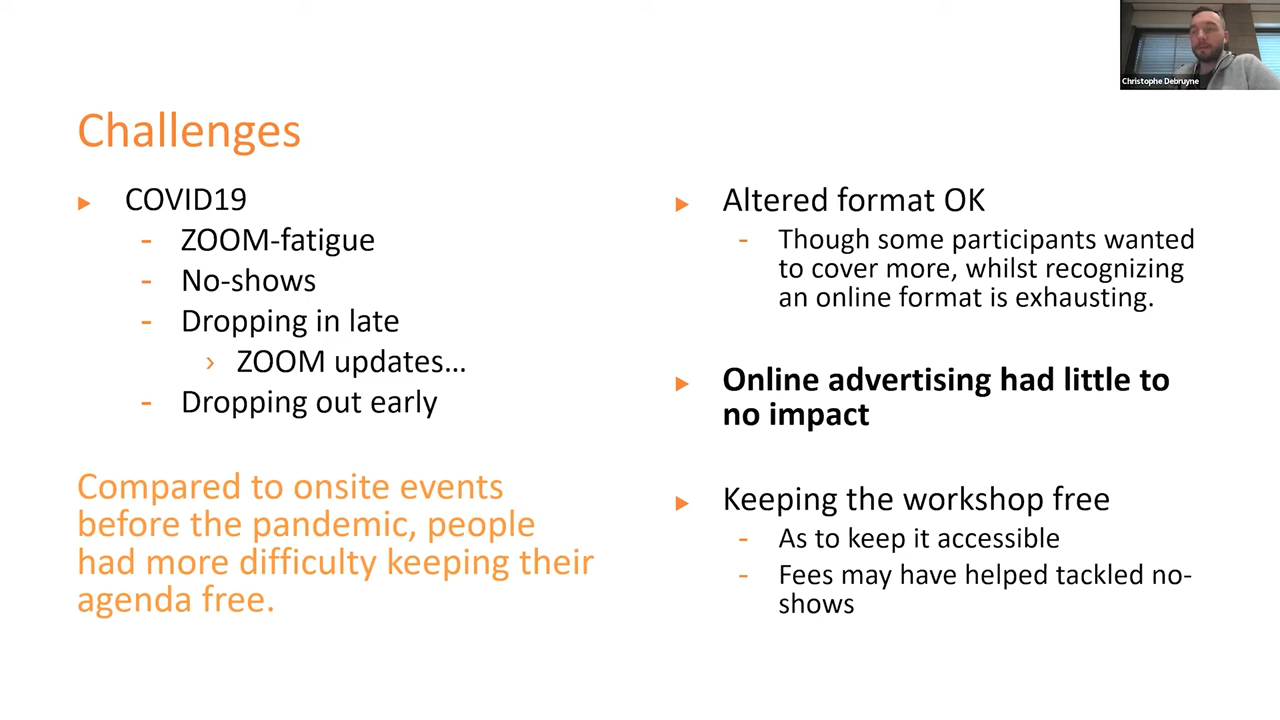 Christophe Debruyne
Challenges
COVID19
- ZOOM-fatigue
- No-shows
- Dropping in late
› ZOOM updates...
- Dropping out early
Compared to onsite events
before the pandemic, people
had more difficulty keeping their
agenda free.
Altered format OK
- Though some participants wanted
to cover more, whilst recognizing
an online format is exhausting.
Online advertising had little to
no impact
Keeping the workshop free
- As to keep it accessible
- Fees may have helped tackled no-
shows